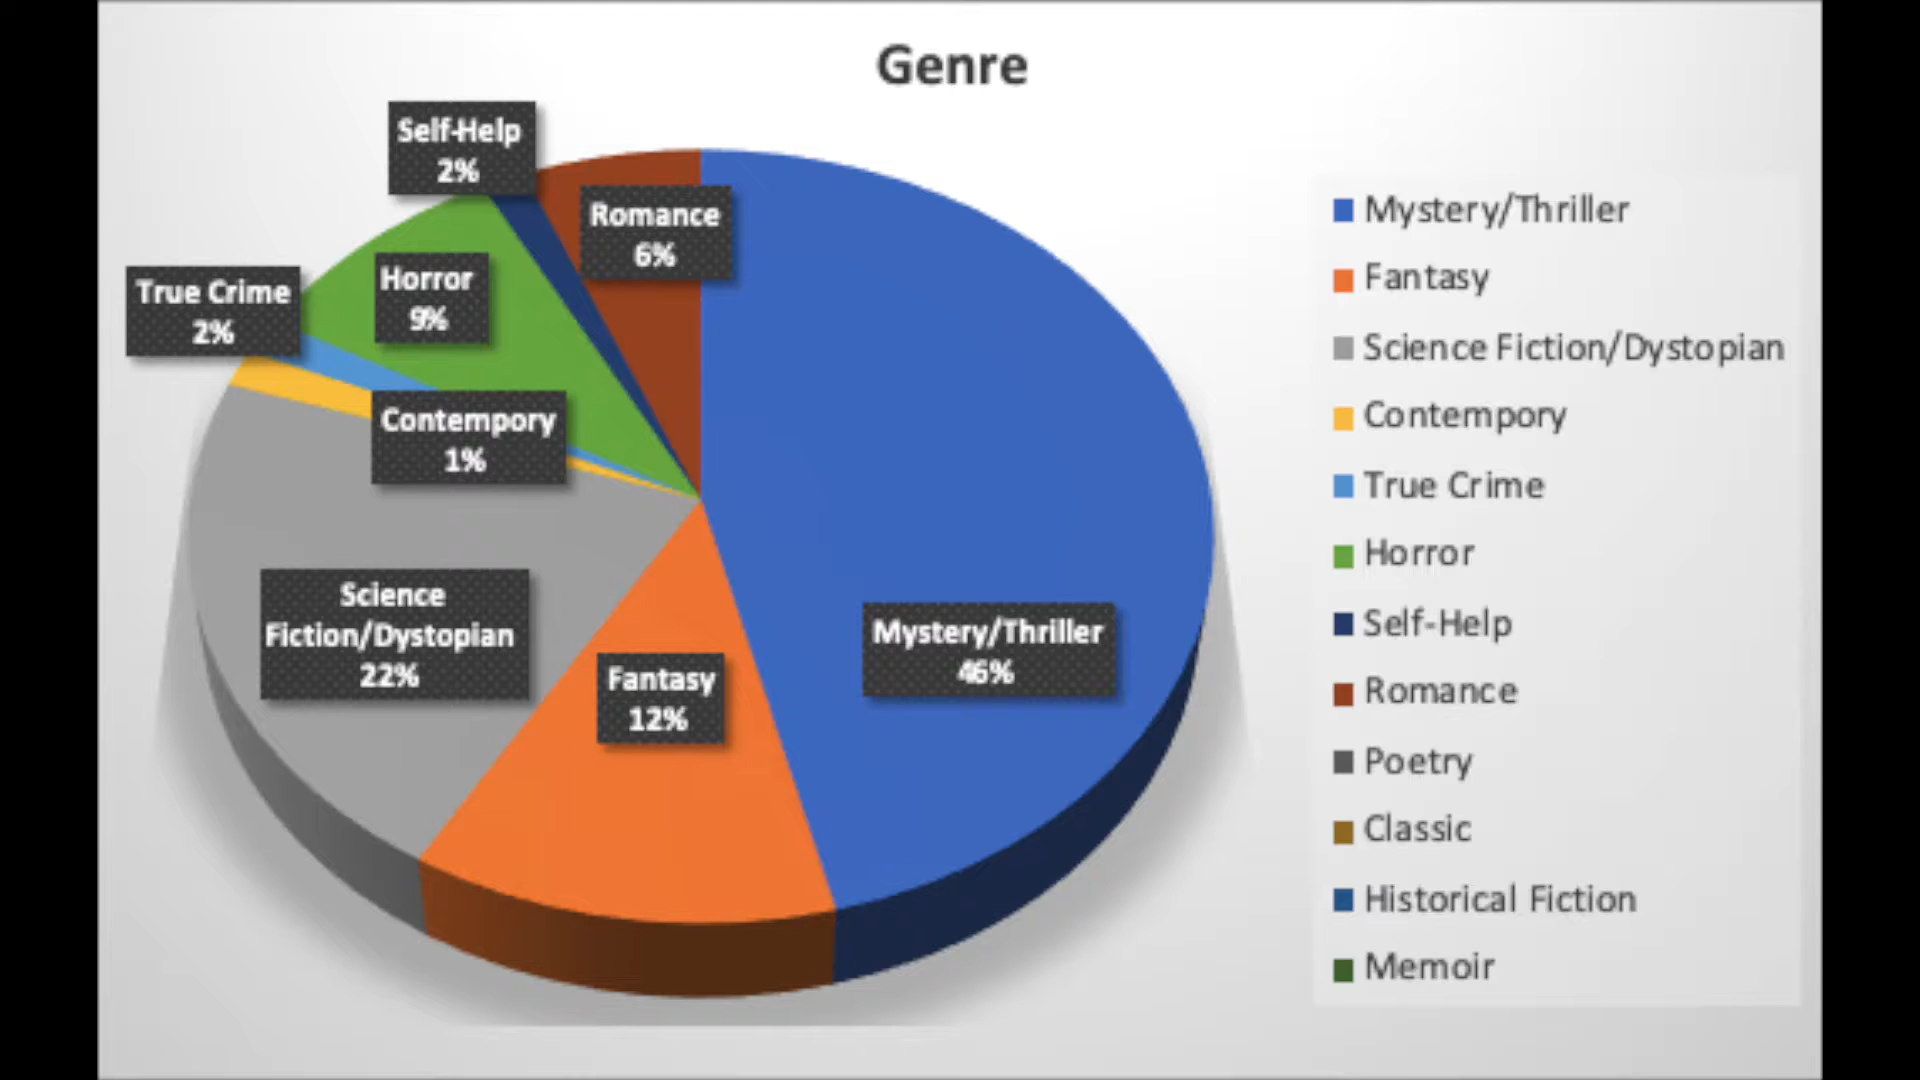 Genre
Self-Help
2%
Romance
6%
Horror
9%
True Crime
2%
Contempory
1%
Science
Fiction/Dystopian
22%
Fantasy
12%
Mystery/Thriller
46%
Mystery/Thriller
Fantasy
Science Fiction/Dystopian
Contempory
True Crime
Horror
Self-Help
Romance
Poetry
Classic
Historical Fiction
Memoir